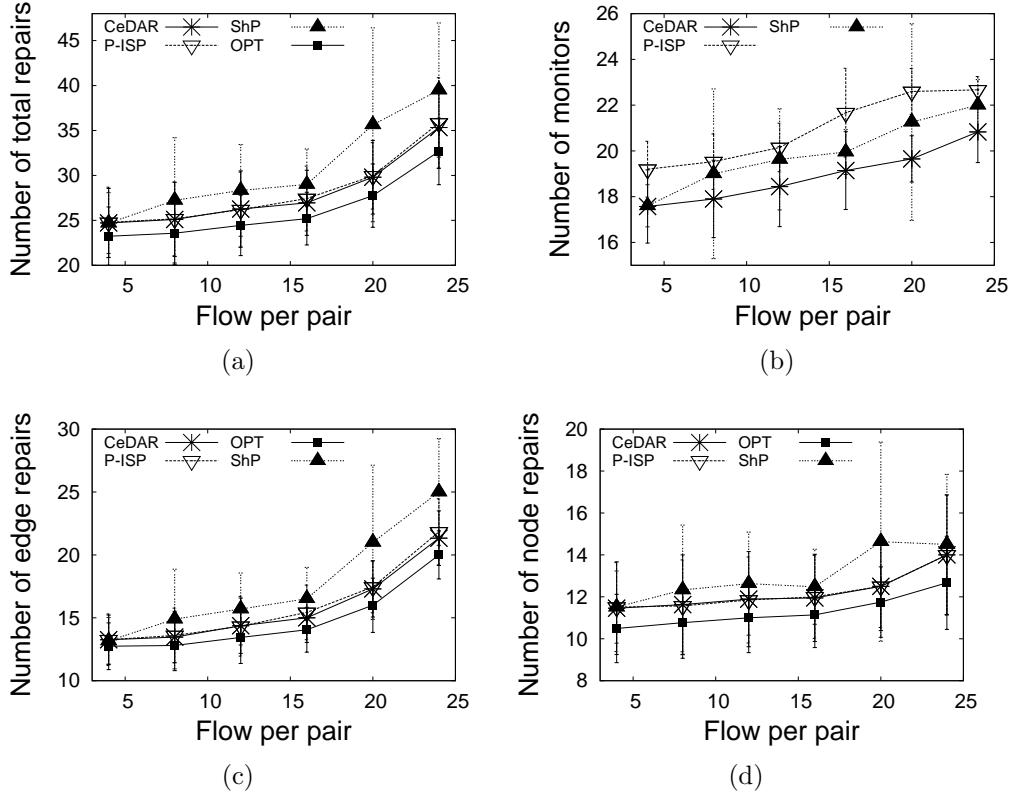 Number of total repairs
45
40
35
30
25
20
CeDAR ShP
P-ISP OPT
5 10 15 20 25
Flow per pair
(a)
Number of monitors
26
24
22
20
18
16
CeDAR ShP
P-ISP
5 10 15 20 25
Flow per pair
(b)
Number of edge repairs
30
25
20
15
10
CeDAR OPT
P-ISP ShP
5 10 15 20 25
Flow per pair
(c)
Number of node repairs
20
18
16
14
12
10
8
CeDAR OPT
P-ISP ShP
5 10 15 20 25
Flow per pair
(d)